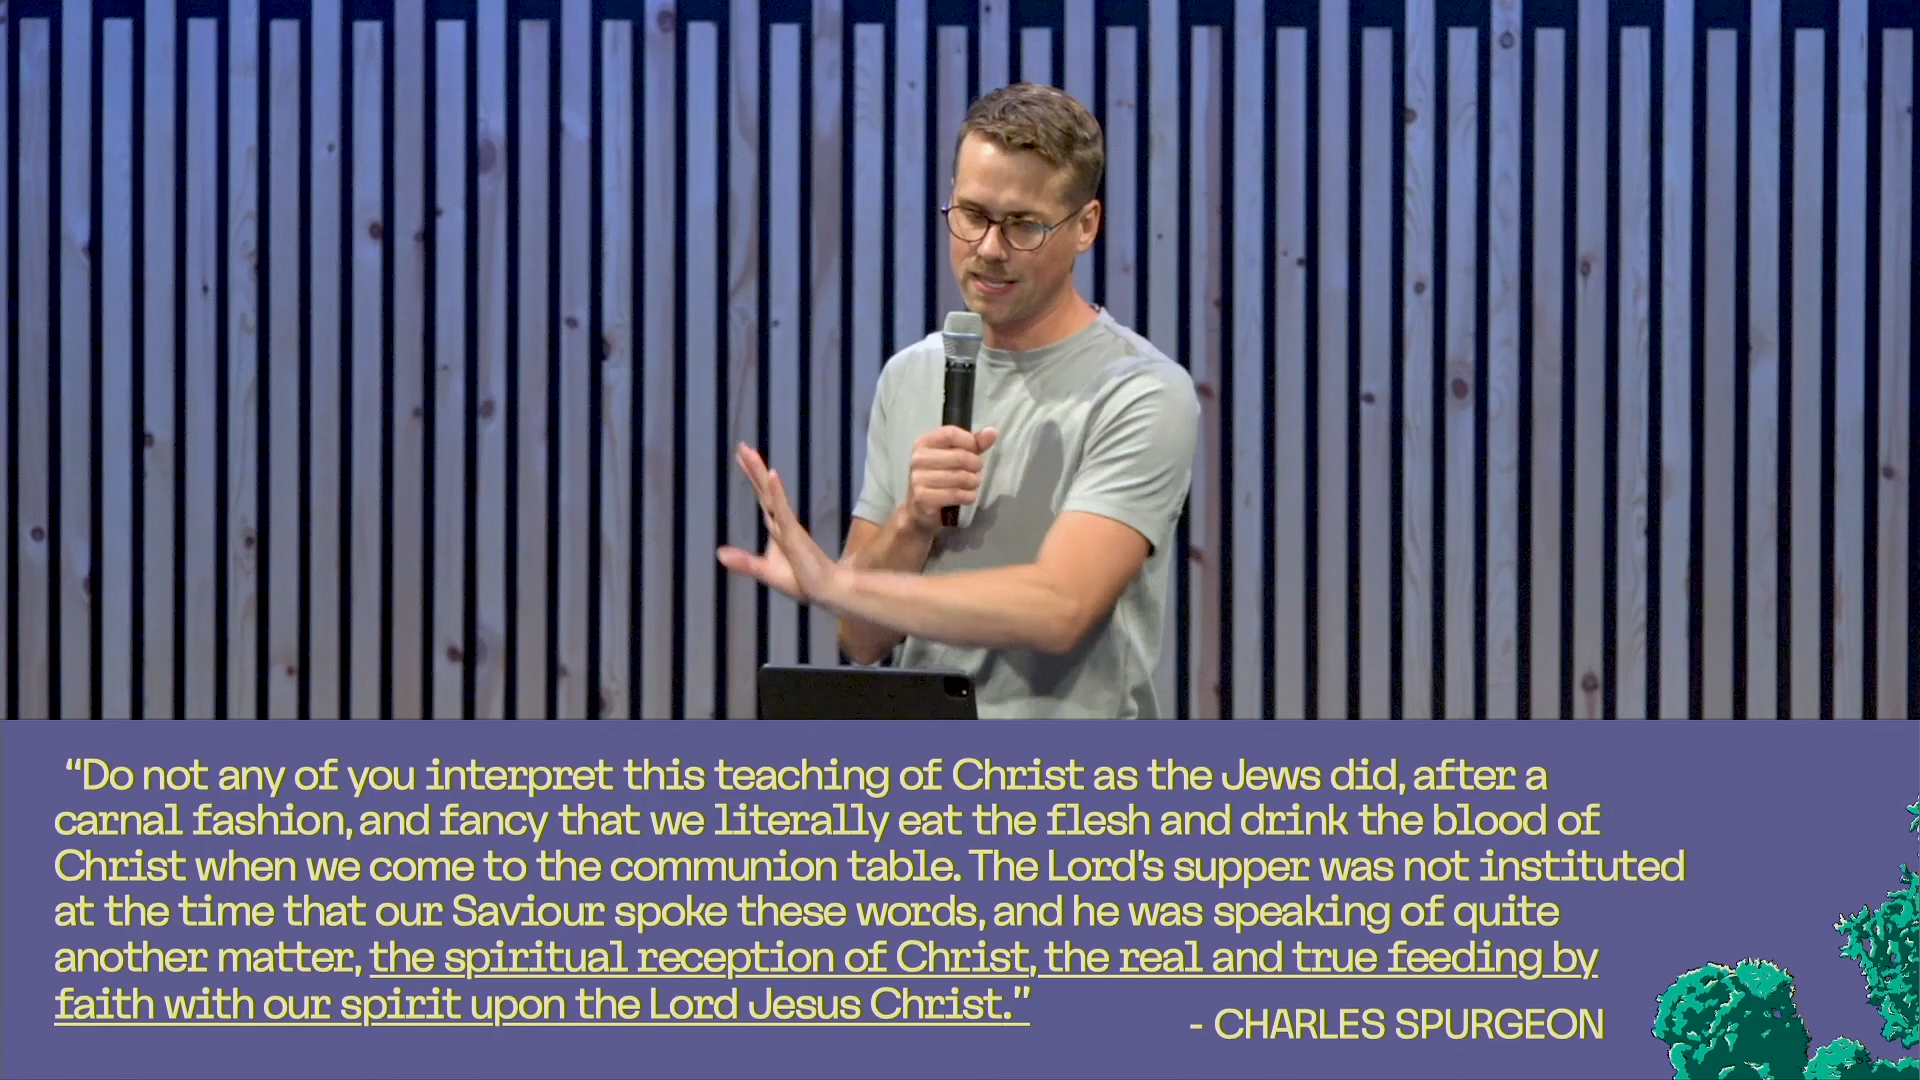 “Do not any of you interpret this teaching of Christ as the Jews did, after a
carnal fashion, and fancy that we literally eat the flesh and drink the blood of
Christ when we come to the communion table. The Lord’s supper was not instituted
at the time that our Saviour spoke these words, and he was speaking of quite
another matter, the spiritual reception of Christ, the real and true feeding by
faith with our spirit upon the Lord Jesus Christ.”
- CHARLES SPURGEON